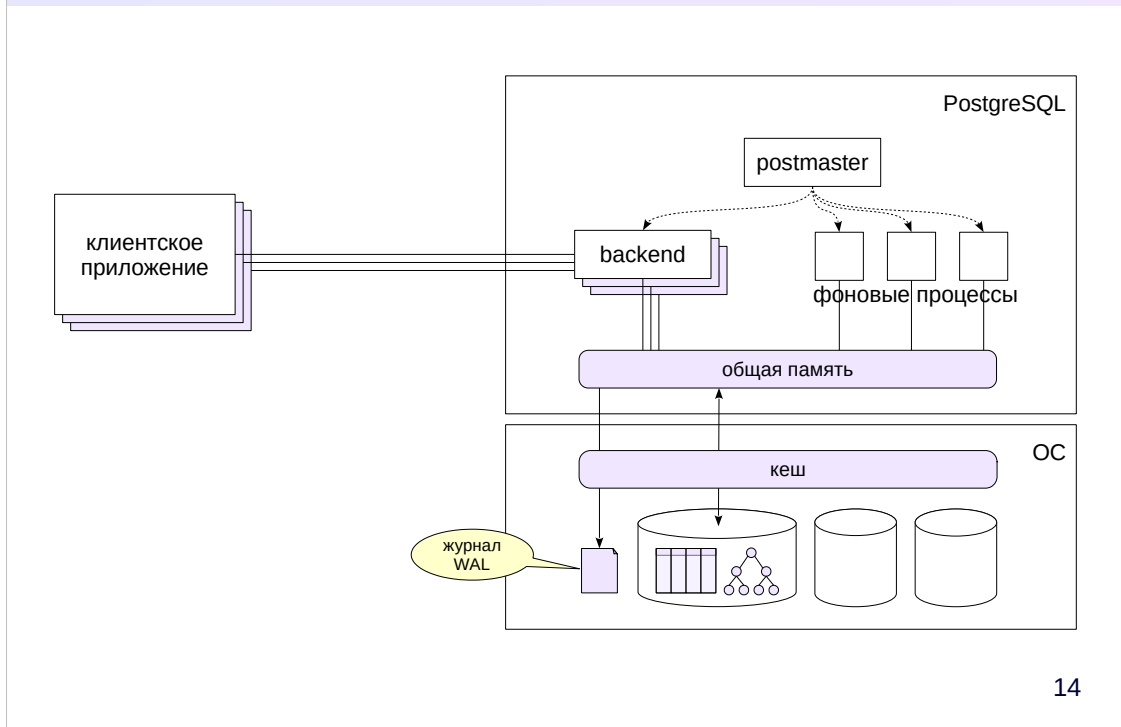 PostgreSQL
postmaster
клиентское
приложение
backend
фоновые процессы
общая память
ОС
кеш
журнал
WAL
14